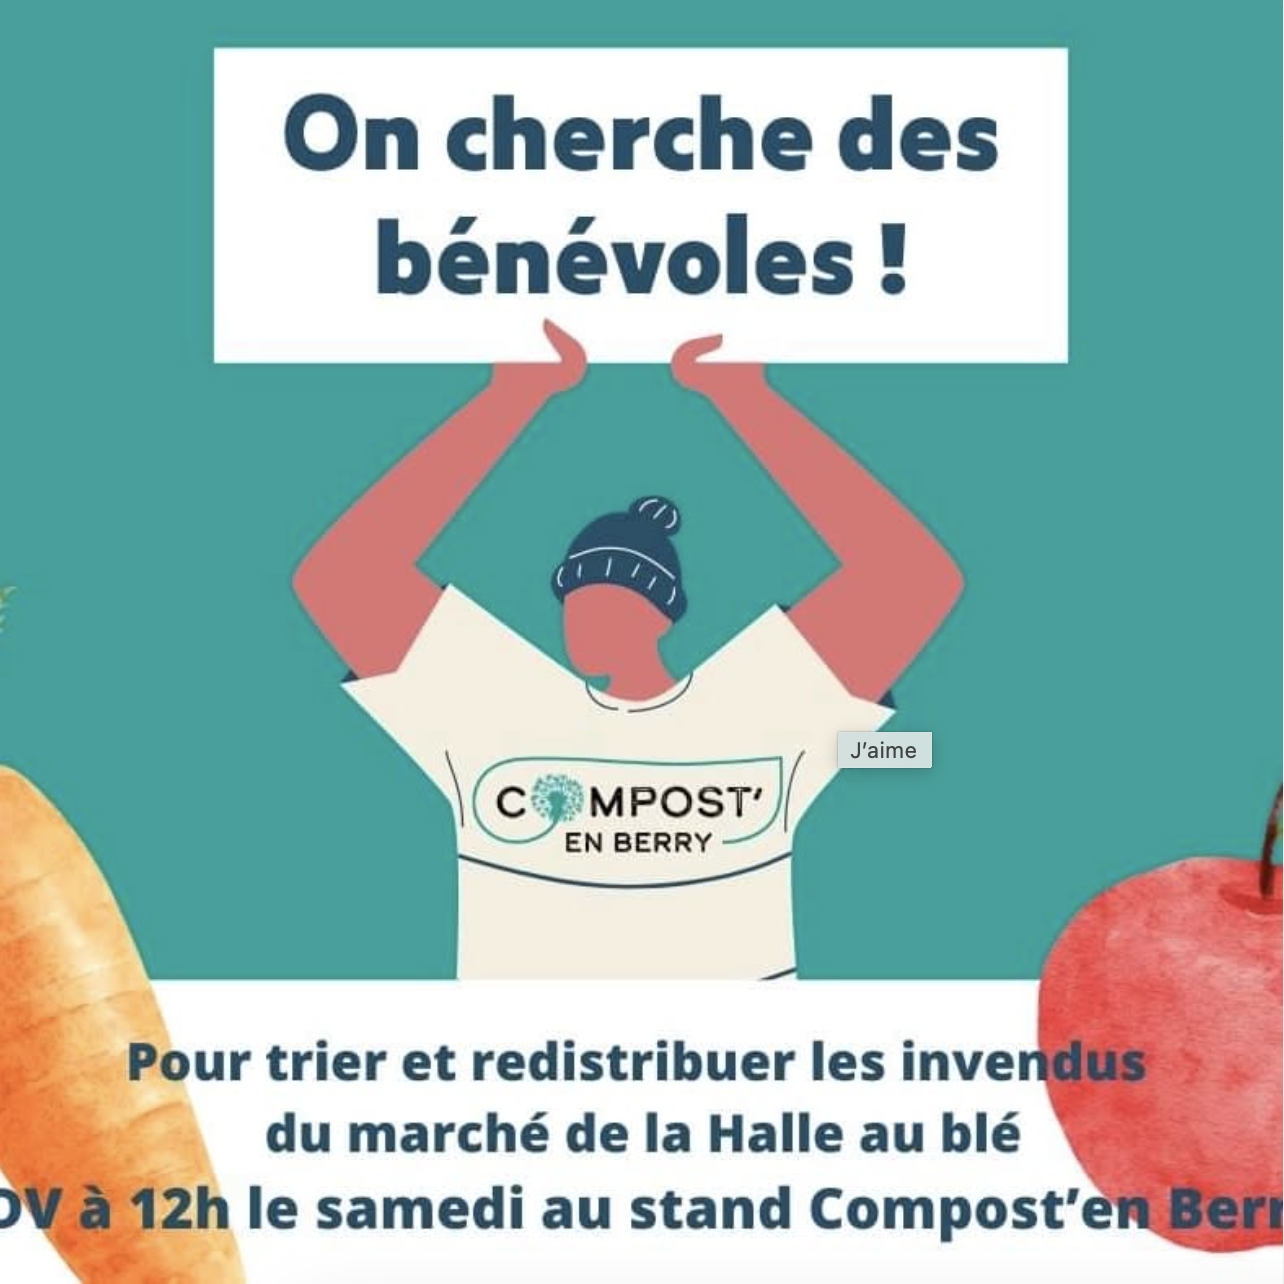 On cherche des
bénévoles !
J'aime
COMPOST'
EN BERRY
Pour trier et redistribuer les invendus
du marché de la Halle au blé
à 12h le samedi au stand Compost'en